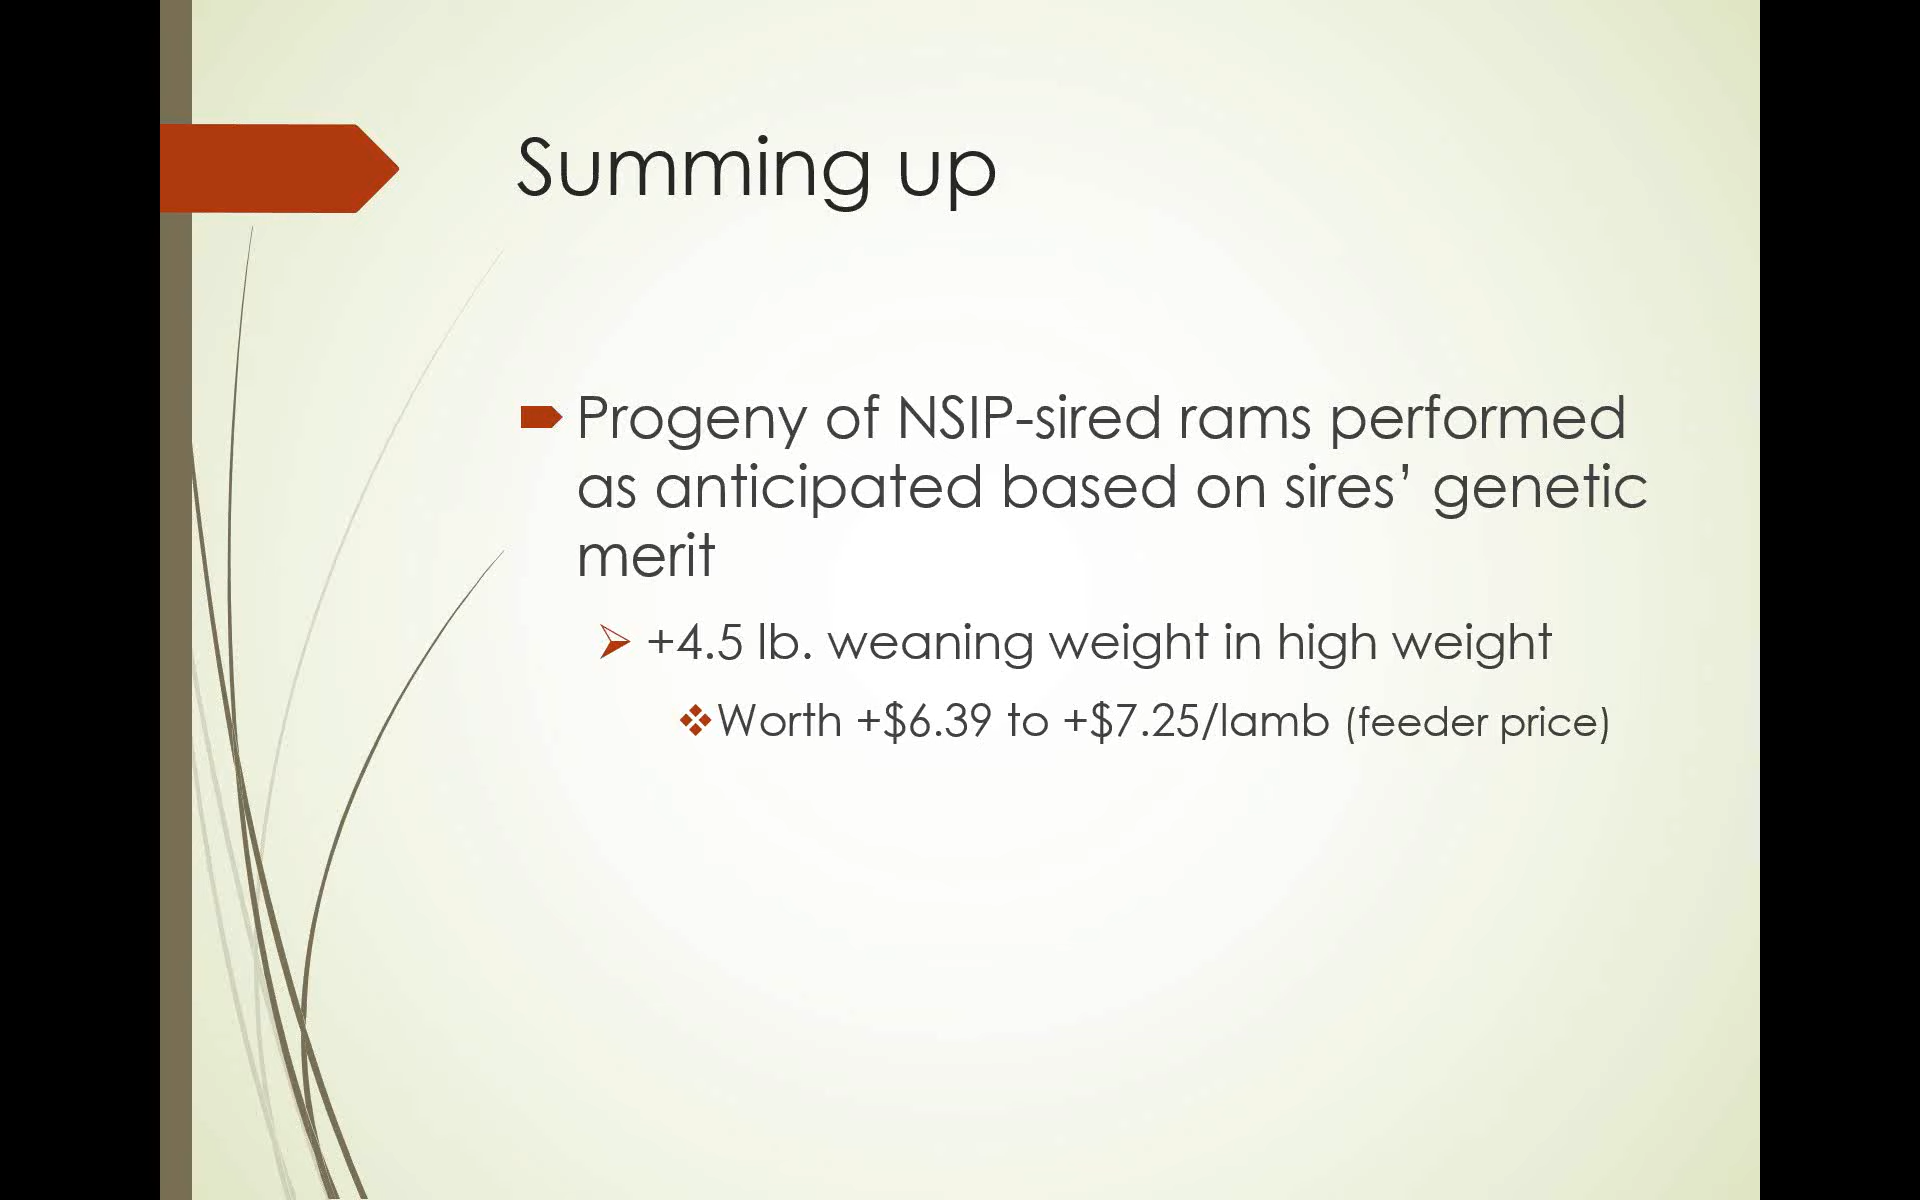 Summing up
Progeny of NSIP-sired rams performed
as anticipated based on sires’ genetic
merit
+4.5 lb. weaning weight in high weight
Worth +$6.39 to +$7.25/lamb (feeder price)